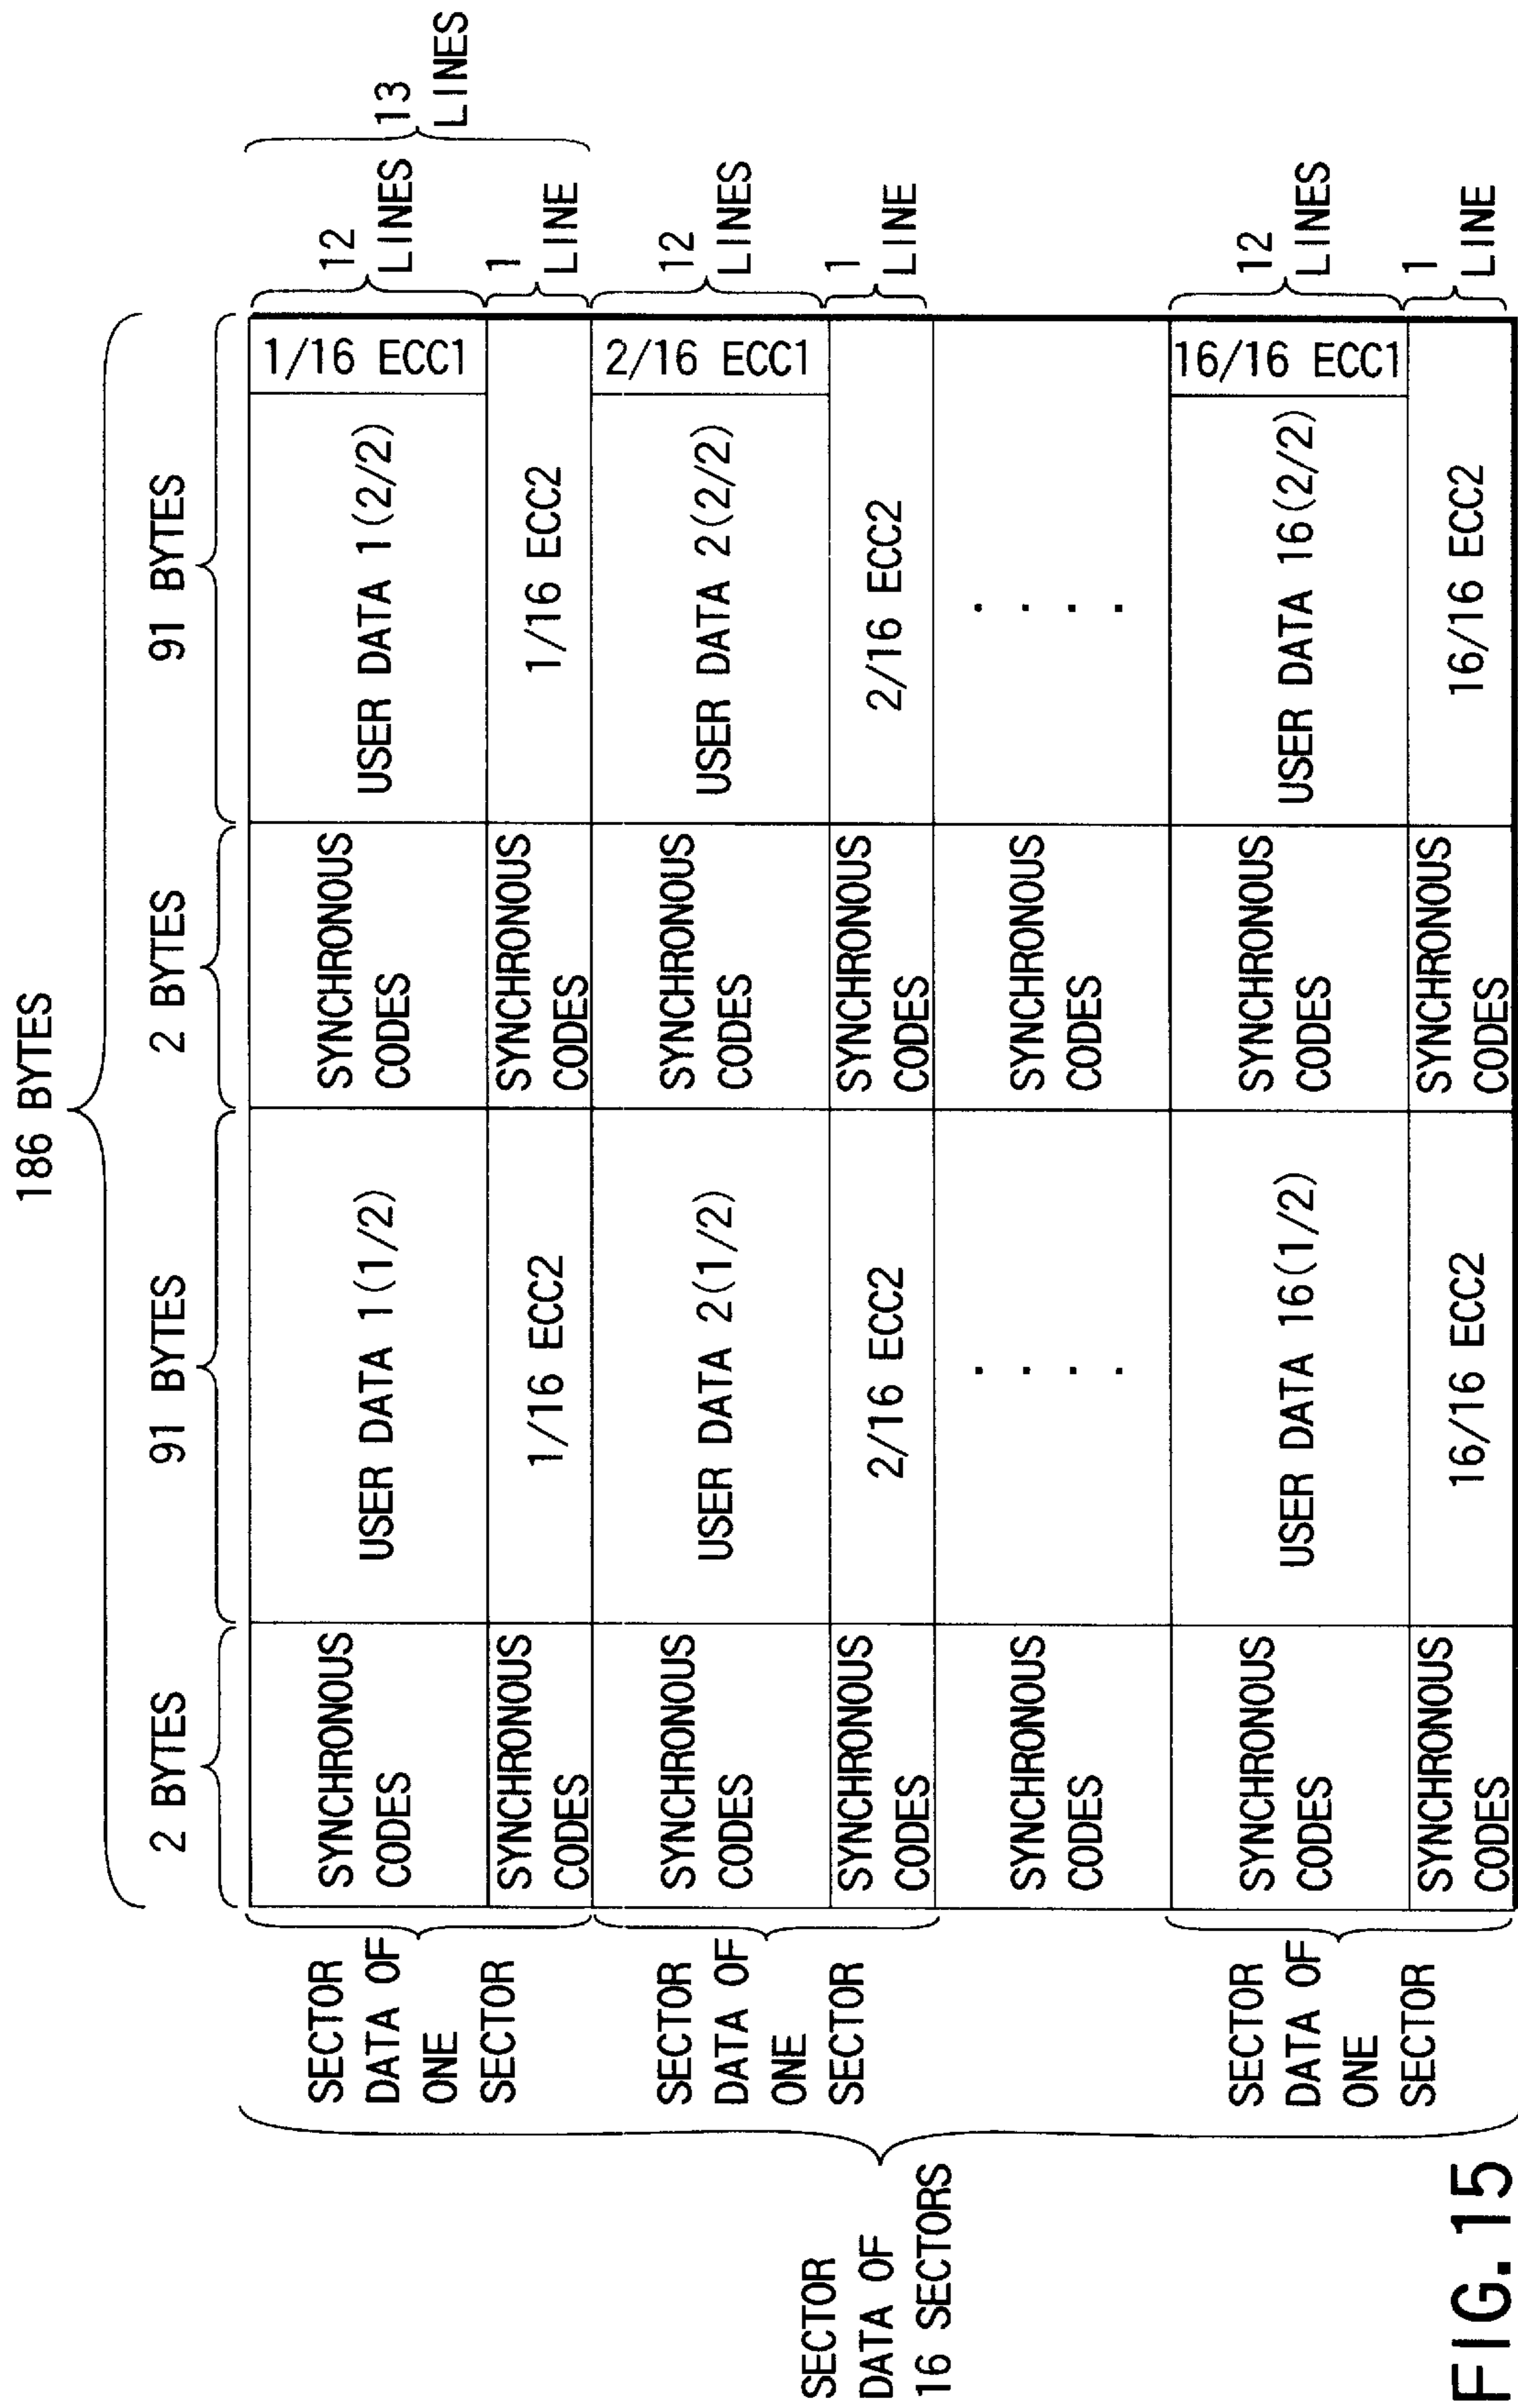 186 BYTES
2 BYTES
91 BYTES
2 BYTES
91 BYTES
SECTOR
DATA OF
16 SECTORS
SECTOR
DATA OF
ONE
SECTOR
SYNCHRONOUS
CODES
USER DATA 1(1/2)
SYNCHRONOUS
CODES
USER DATA 1(2/2)
1/16 ECC1
12
LINES
13
LINES
SYNCHRONOUS
CODES
1/16 ECC2
SYNCHRONOUS
CODES
1/16 ECC2
1
LINE
SECTOR
DATA OF
ONE
SECTOR
SYNCHRONOUS
CODES
USER DATA 2(1/2)
SYNCHRONOUS
CODES
USER DATA 2(2/2)
2/16 ECC1
12
LINES
SYNCHRONOUS
CODES
2/16 ECC2
SYNCHRONOUS
CODES
2/16 ECC2
1
LINE
SYNCHRONOUS
CODES
. . . .
SYNCHRONOUS
CODES
. . . .
SECTOR
DATA OF
ONE
SECTOR
SYNCHRONOUS
CODES
USER DATA 16(1/2)
SYNCHRONOUS
CODES
USER DATA 16(2/2)
16/16 ECC1
12
LINES
SYNCHRONOUS
CODES
16/16 ECC2
SYNCHRONOUS
CODES
16/16 ECC2
1
LINE
FIG. 15